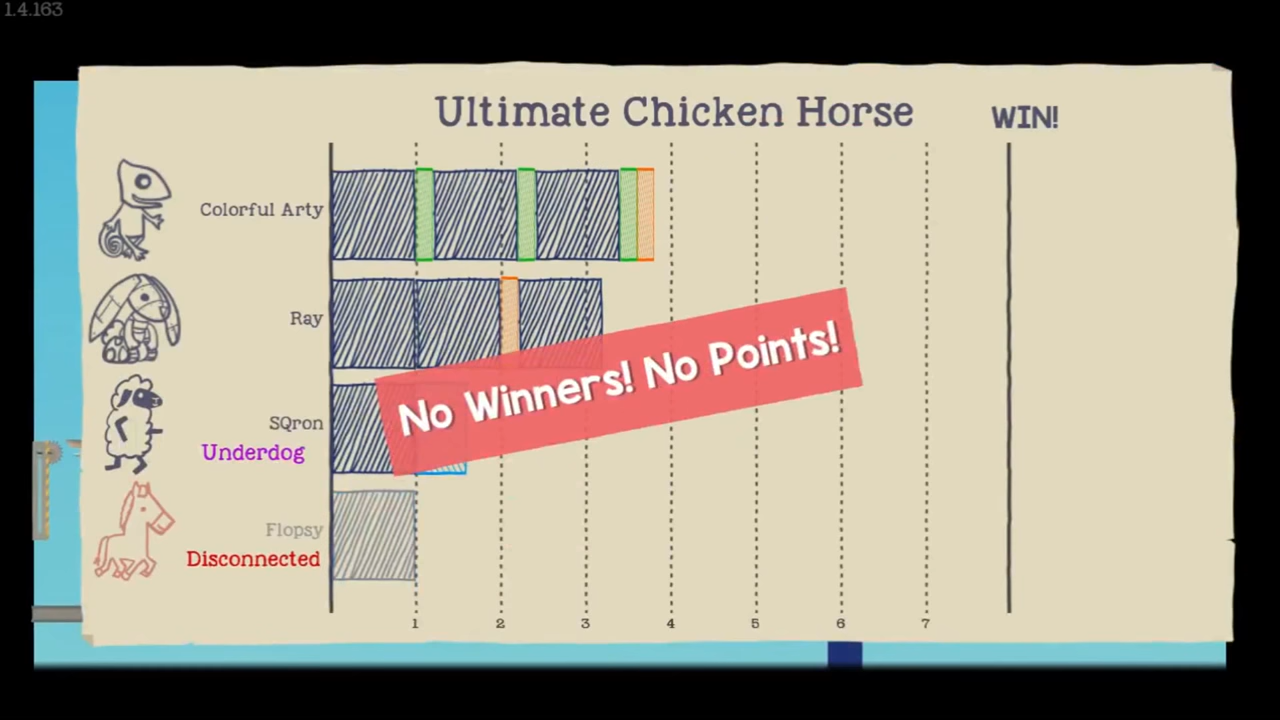 1.4.163
Ultimate Chicken Horse
WIN!
Colorful Arty
Ray
No Winners! No Points!
SQron
Underdog
Flopsy
Disconnected
1 2 3 4 5 6 7